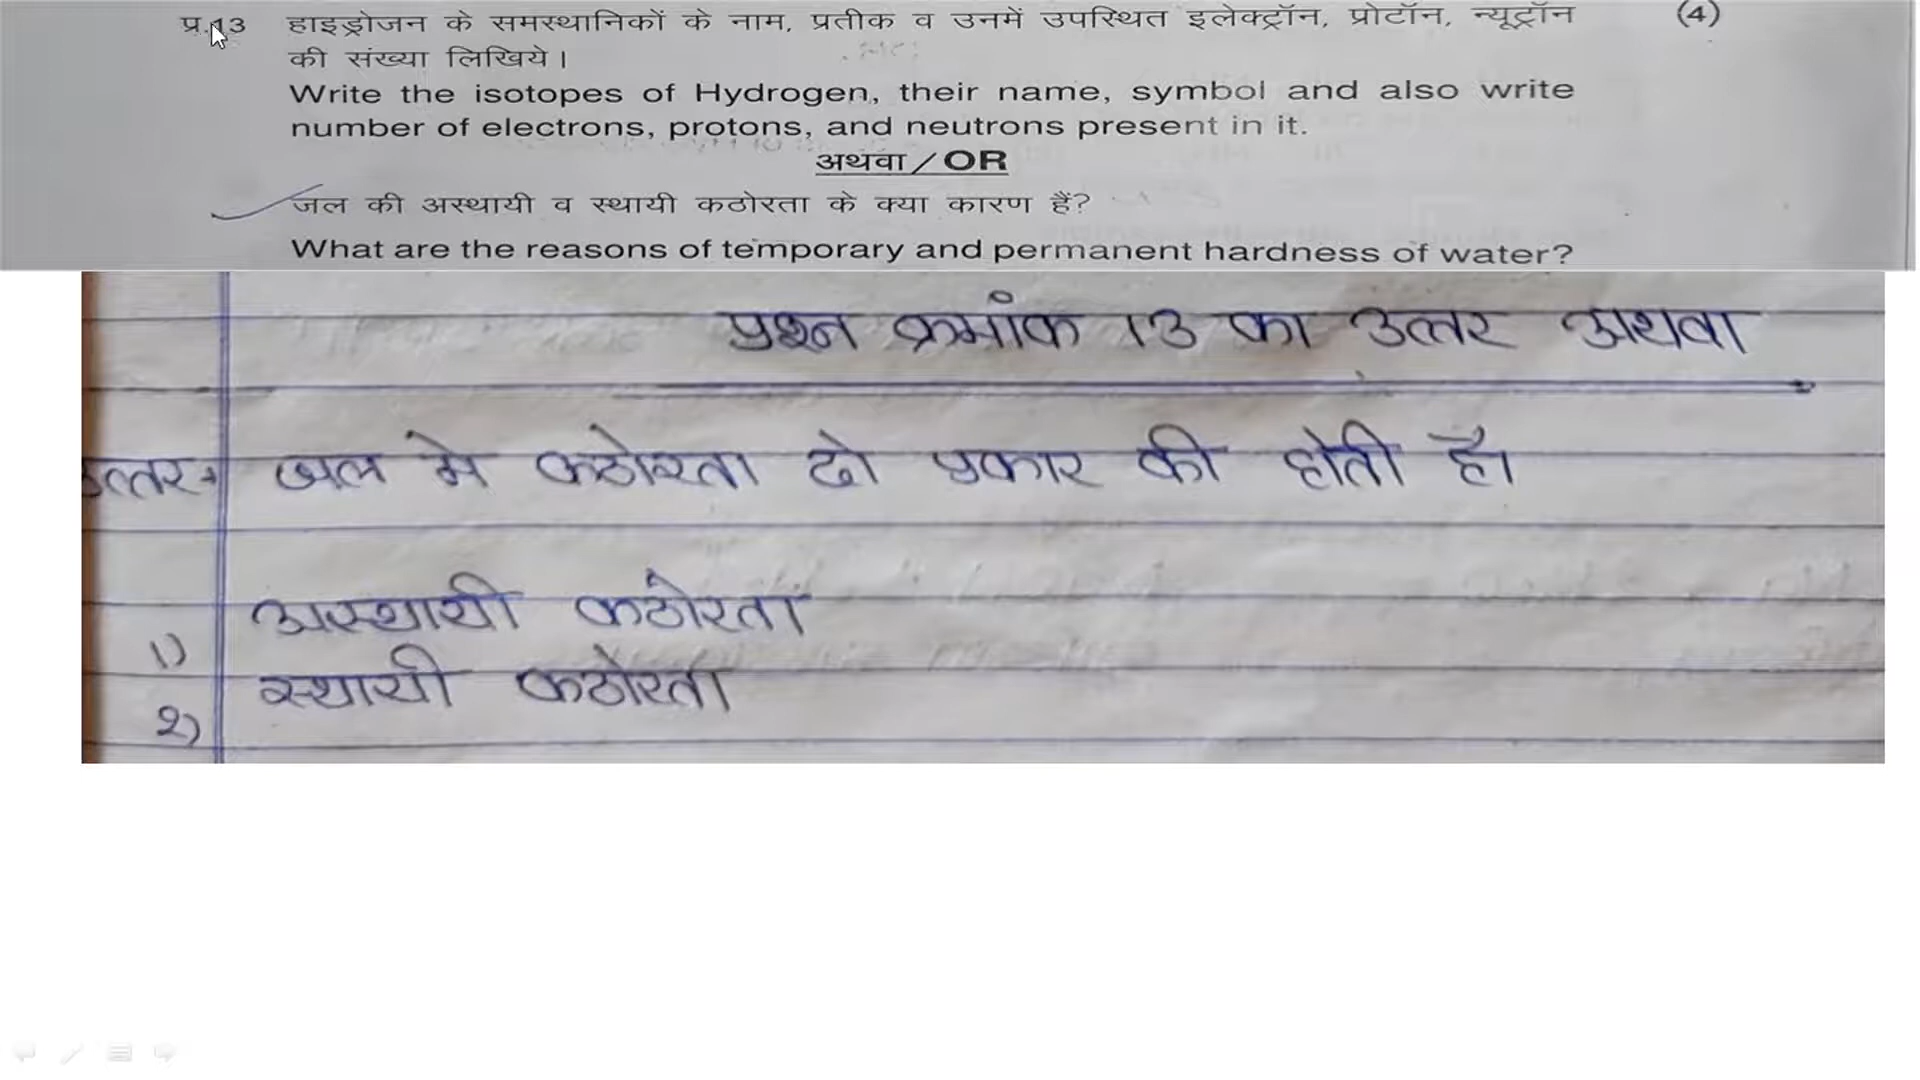 प्र.13 हाइड्रोजन के समस्थानिकों के नाम, प्रतीक व उनमें उपस्थित इलेक्ट्रॉन, प्रोटॉन, न्यूट्रॉन (4)
की संख्या लिखिये।
Write the isotopes of Hydrogen, their name, symbol and also write
number of electrons, protons, and neutrons present in it.
अथवा / OR
जल की अस्थायी व स्थायी कठोरता के क्या कारण हैं?
What are the reasons of temporary and permanent hardness of water?
प्रश्न क्रमांक 13 का उत्तर अथवा
उत्तर→ जल मे कठोरता दो प्रकार की होती है।
1) अस्थायी कठोरता
2) स्थायी कठोरता